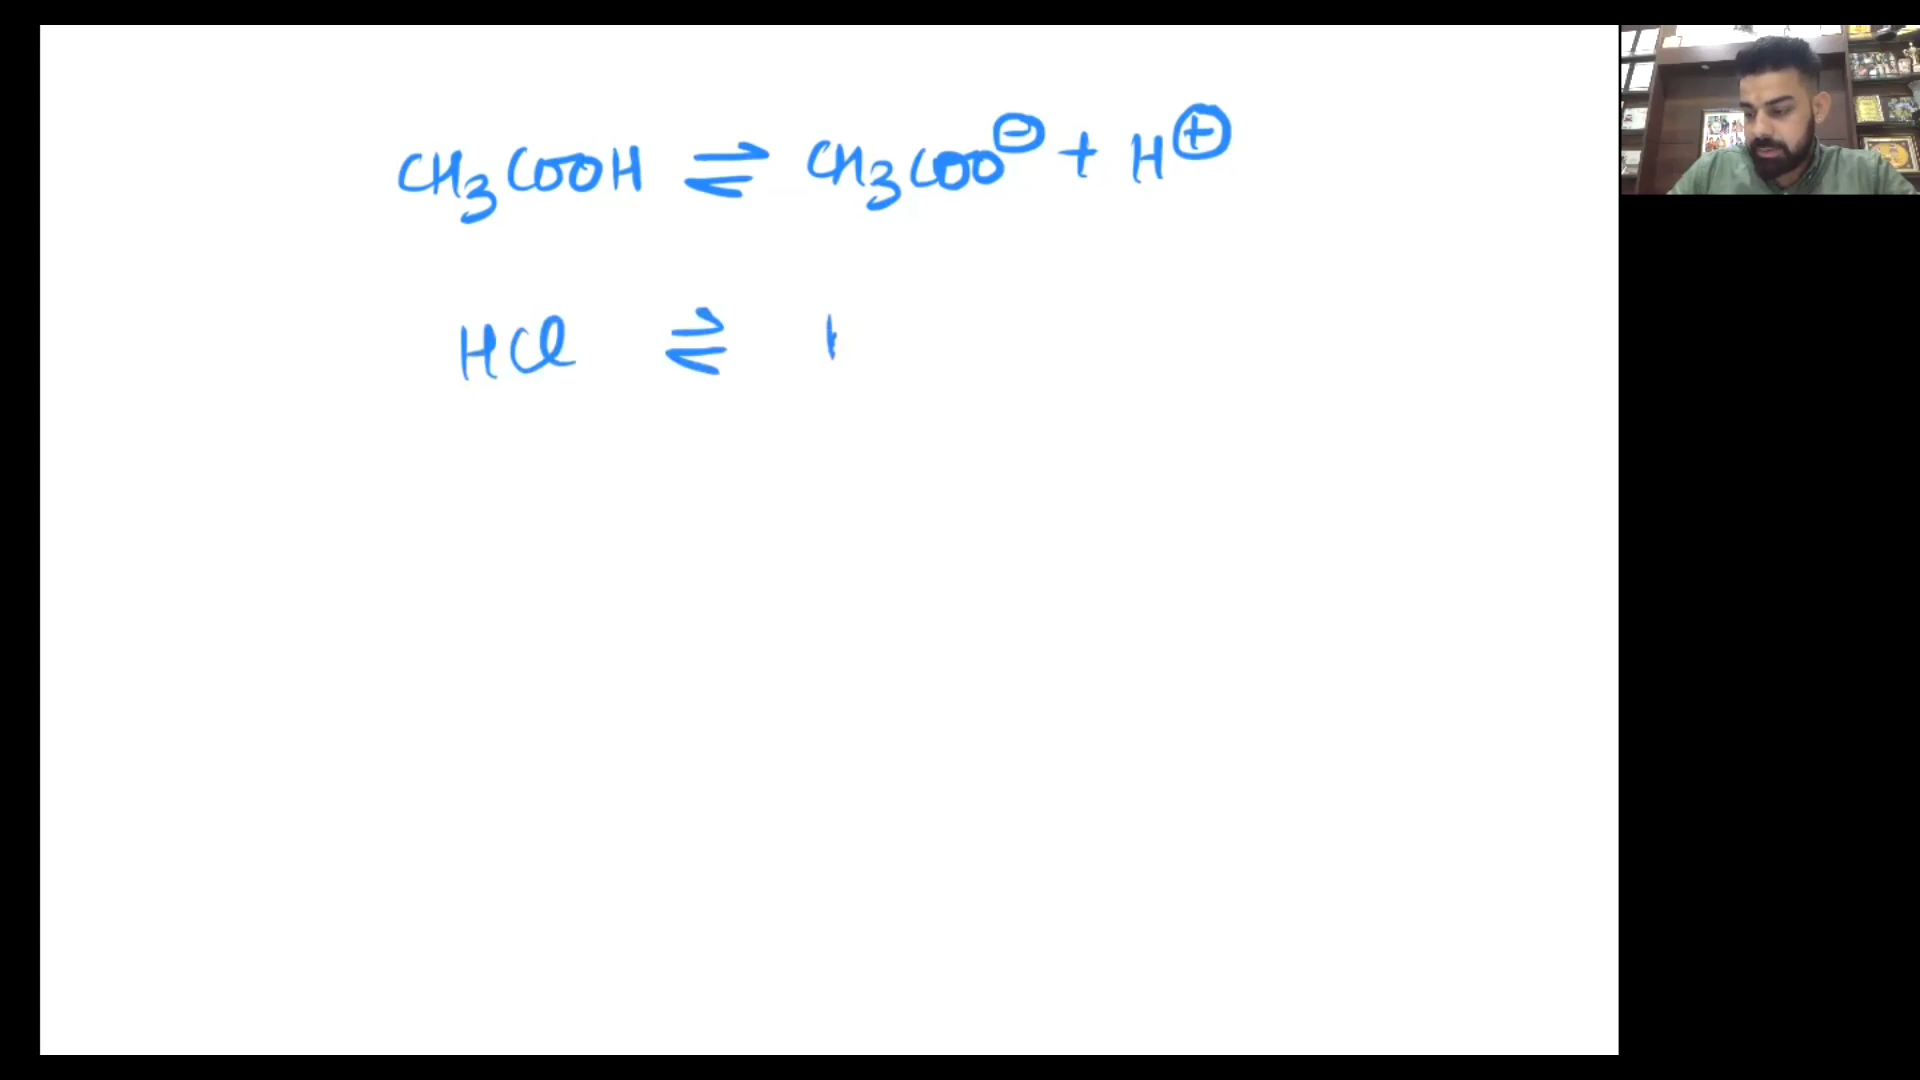 CH₃COOH ⇌ CH₃COO⊖ + H⊕
HCl ⇌